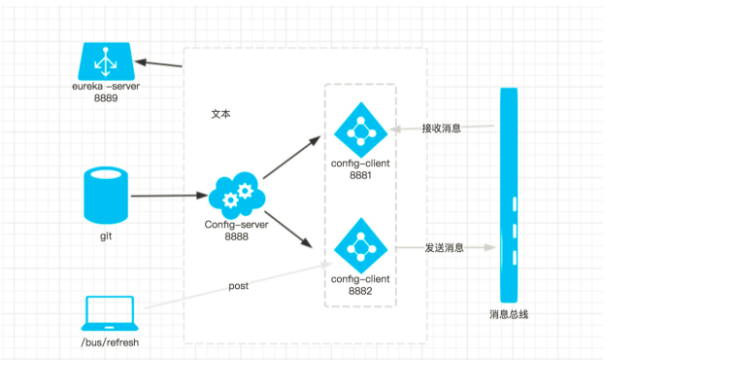 eureka -server
8889
文本
接收消息
config-client
8881
git
Config-server
8888
发送消息
config-client
8882
post
消息总线
/bus/refresh